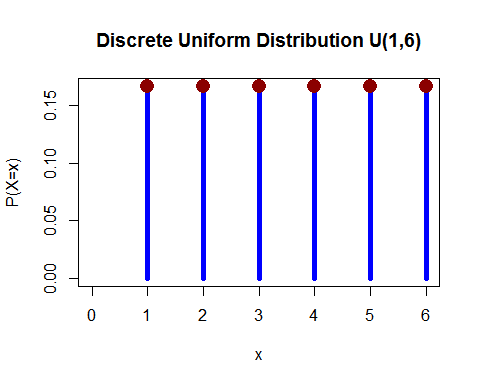 Discrete Uniform Distribution U(1,6)
P(X=x)
0.15
0.10
0.05
0.00
0 1 2 3 4 5 6
x